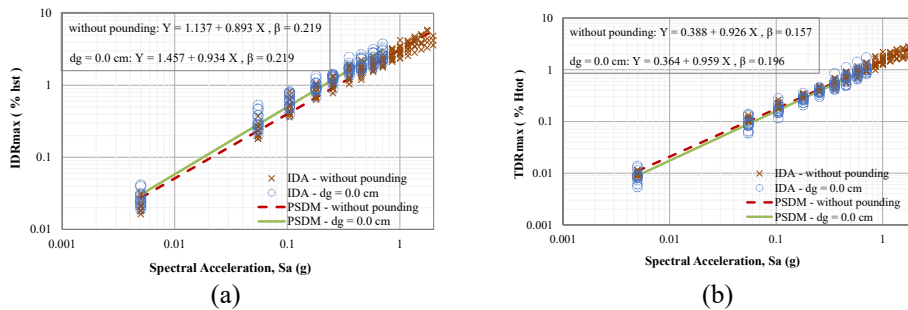 without pounding: Y = 1.137 + 0.893 X , β = 0.219
dg = 0.0 cm: Y = 1.457 + 0.934 X , β = 0.219
IDRmax ( % hst )
10
1
0.1
0.01
IDA - without pounding
IDA - dg = 0.0 cm
PSDM - without pounding
PSDM - dg = 0.0 cm
0.001 0.01 0.1 1
Spectral Acceleration, Sa (g)
(a)
without pounding: Y = 0.388 + 0.926 X , β = 0.157
dg = 0.0 cm: Y = 0.364 + 0.959 X , β = 0.196
TDRmax ( % Htot )
10
1
0.1
0.01
0.001
IDA - without pounding
IDA - dg = 0.0 cm
PSDM - without pounding
PSDM - dg = 0.0 cm
0.001 0.01 0.1 1
Spectral Acceleration, Sa (g)
(b)